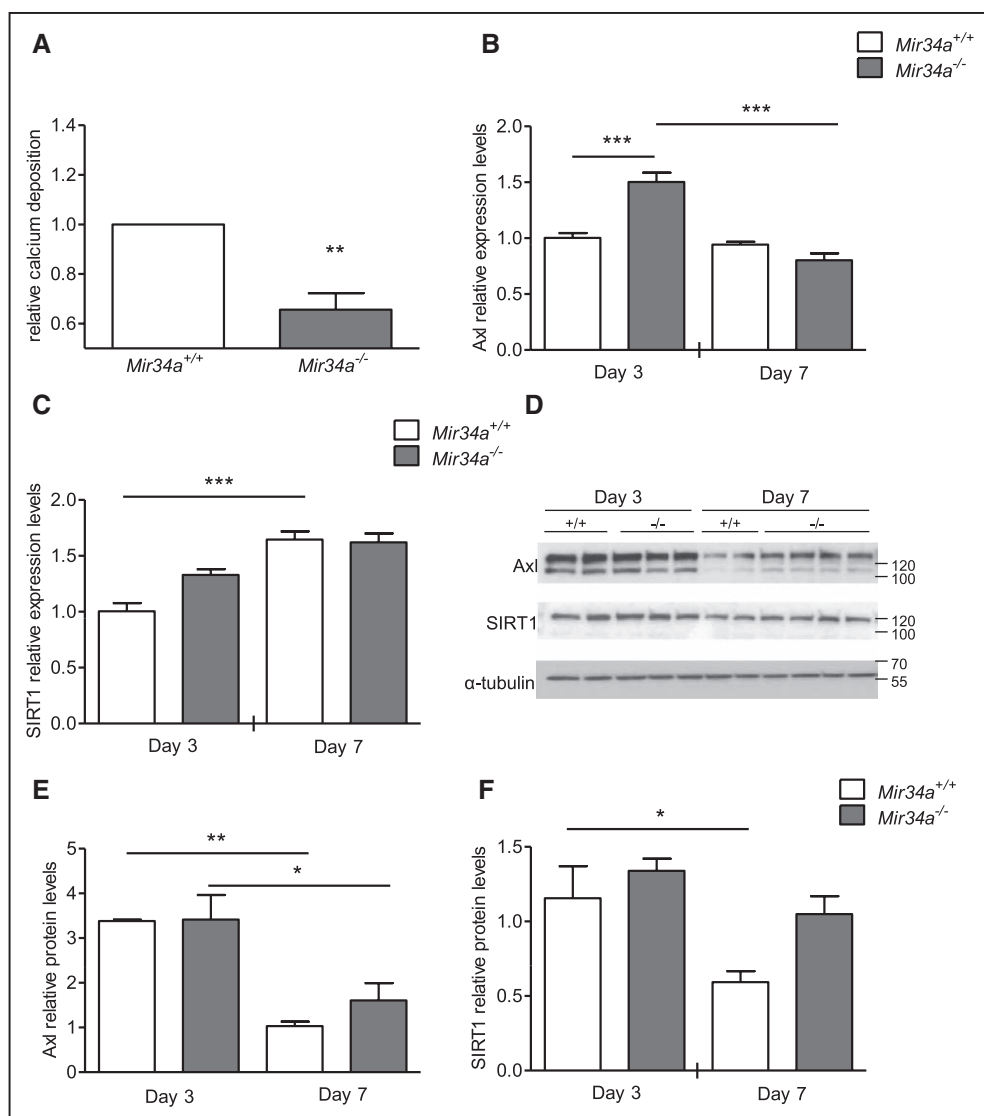 A
relative calcium deposition
1.4
1.2
1.0
0.8
0.6
**
Mir34a+/+
Mir34a-/-
B
Mir34a+/+
Mir34a-/-
Axl relative expression levels
2.0
1.5
1.0
0.5
0.0
***
***
Day 3
Day 7
C
Mir34a+/+
Mir34a-/-
SIRT1 relative expression levels
2.0
1.5
1.0
0.5
0.0
***
Day 3
Day 7
D
Day 3
Day 7
+/+
-/-
+/+
-/-
Axl
120
100
SIRT1
120
100
α-tubulin
70
55
E
Axl relative protein levels
5
4
3
2
1
0
**
*
Day 3
Day 7
F
Mir34a+/+
Mir34a-/-
SIRT1 relative protein levels
1.5
1.0
0.5
0.0
*
Day 3
Day 7